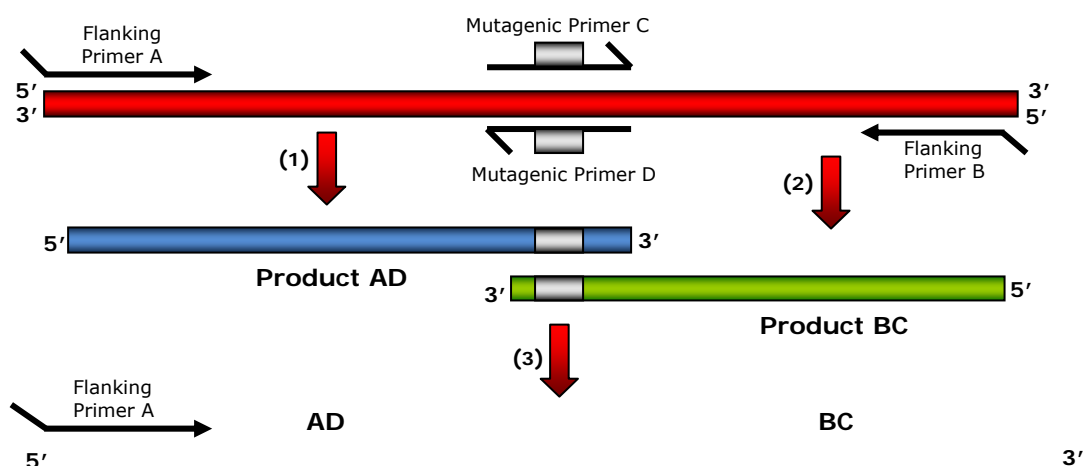 Flanking
Primer A
Mutagenic Primer C
5′
3′
3′
5′
(1)
Mutagenic Primer D
(2)
Flanking
Primer B
5′
3′
Product AD
3′
5′
Product BC
(3)
Flanking
Primer A
AD
BC
5′
3′